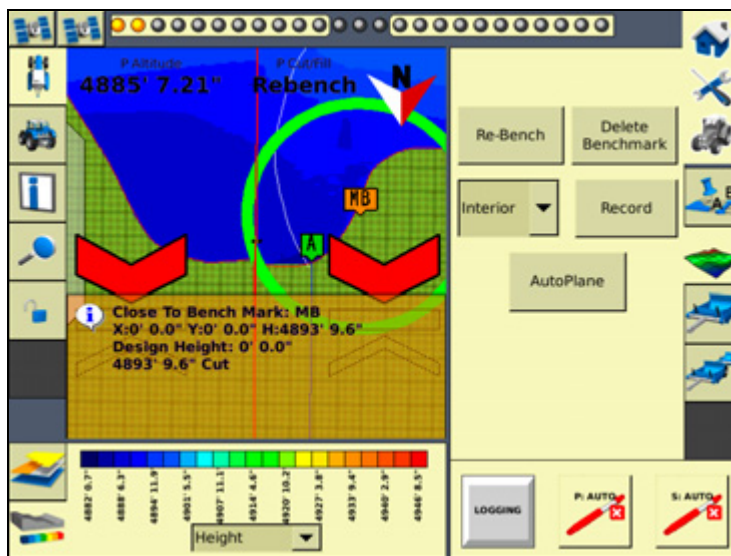 P Altitude
4885' 7.21"
P Cut/fill
Rebench
N
MB
A
Close To Bench Mark: MB
X:0' 0.0" Y:0' 0.0" H:4893' 9.6"
Design Height: 0' 0.0"
4893' 9.6" Cut
4882' 0.7"
4888' 6.3"
4894' 11.9"
4901' 5.5"
4907' 11.1"
4914' 4.6"
4920' 10.2"
4927' 3.8"
4933' 9.4"
4940' 2.9"
4946' 8.5"
Height
Re-Bench
Delete
Benchmark
Interior
Record
AutoPlane
A
B
LOGGING
P: AUTO
S: AUTO